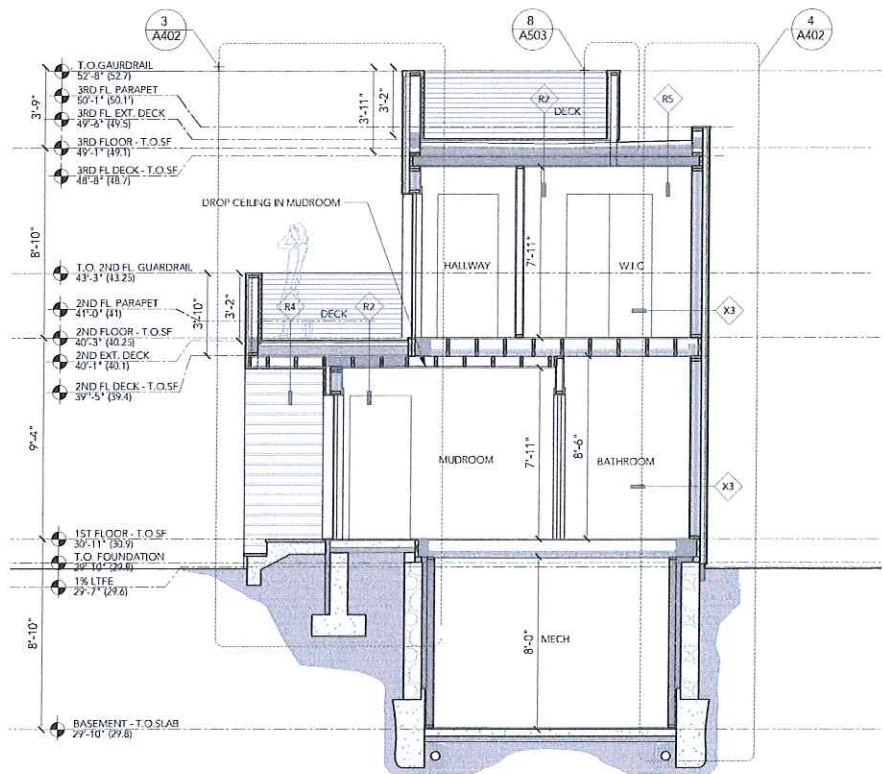 3
A402
8
A503
4
A402
T.O.GAURDRAIL
52'-8" (52.7)
3RD FL. PARAPET
50'-1" (50.1')
3RD FL. EXT. DECK
49'-6" (49.5)
3RD FLOOR - T.O.SF
49'-1" (49.1)
3RD FL DECK - T.O.SF
48'-8" (48.7)
3'-9"
3'-11"
3'-2"
R2
DECK
R5
DROP CEILING IN MUDROOM
8'-10"
HALLWAY
7'-11"
W.I.C
T.O. 2ND FL. GUARDRAIL
43'-3" (43.25)
2ND FL. PARAPET
41'-0" (41)
2ND FLOOR - T.O.SF
40'-3" (40.25)
2ND EXT. DECK
40'-1" (40.1)
2ND FL DECK - T.O.SF
39'-5" (39.4)
3'-10"
3'-2"
R4
DECK
R2
X3
9'-4"
MUDROOM
7'-11"
8'-6"
BATHROOM
X3
1ST FLOOR - T.O.SF
30'-11" (30.9)
T.O. FOUNDATION
29'-10" (29.8)
1% LTFE
29'-7" (29.6)
8'-10"
8'-0"
MECH
BASEMENT - T.O.SLAB
29'-10" (29.8)